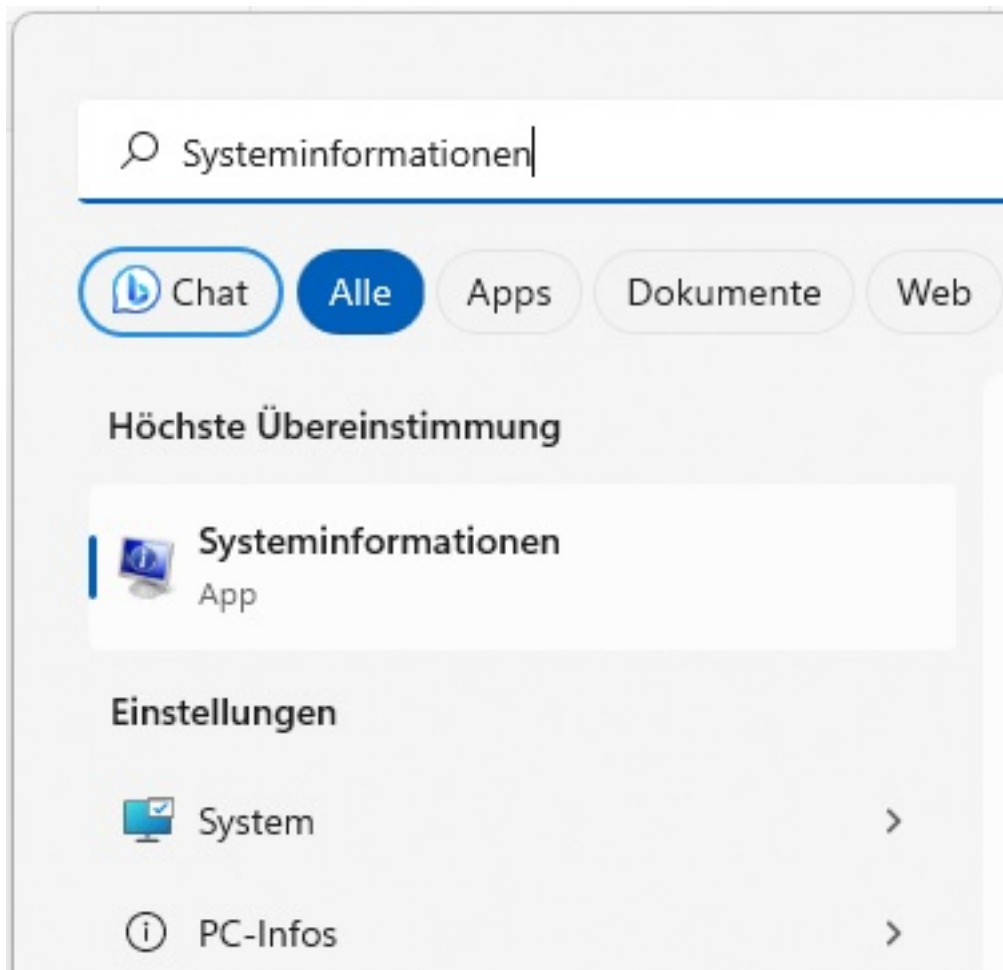 Systeminformationen
Chat Alle Apps Dokumente Web
Höchste Übereinstimmung
Systeminformationen
App
Einstellungen
System
PC-Infos